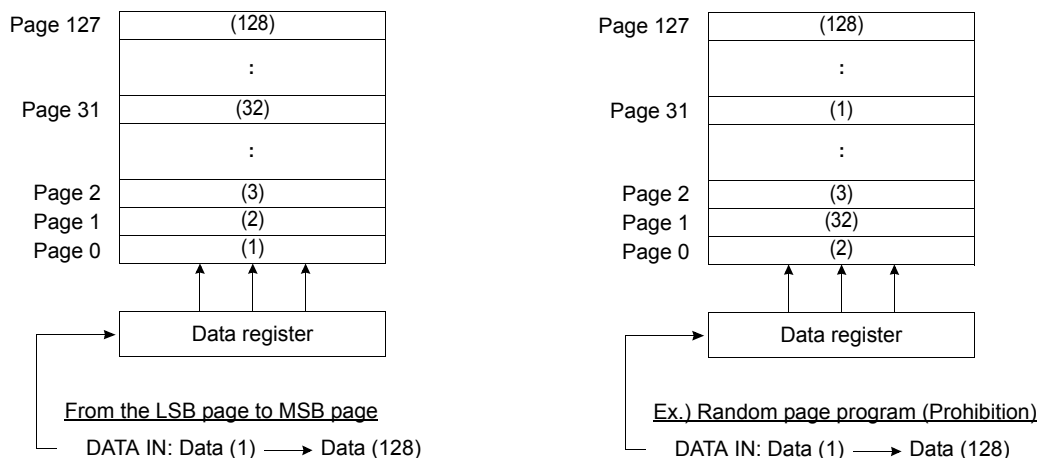 Page 127 (128)
:
Page 31 (32)
:
Page 2 (3)
Page 1 (2)
Page 0 (1)
Data register
From the LSB page to MSB page
DATA IN: Data (1) Data (128)
Page 127 (128)
:
Page 31 (1)
:
Page 2 (3)
Page 1 (32)
Page 0 (2)
Data register
Ex.) Random page program (Prohibition)
DATA IN: Data (1) Data (128)